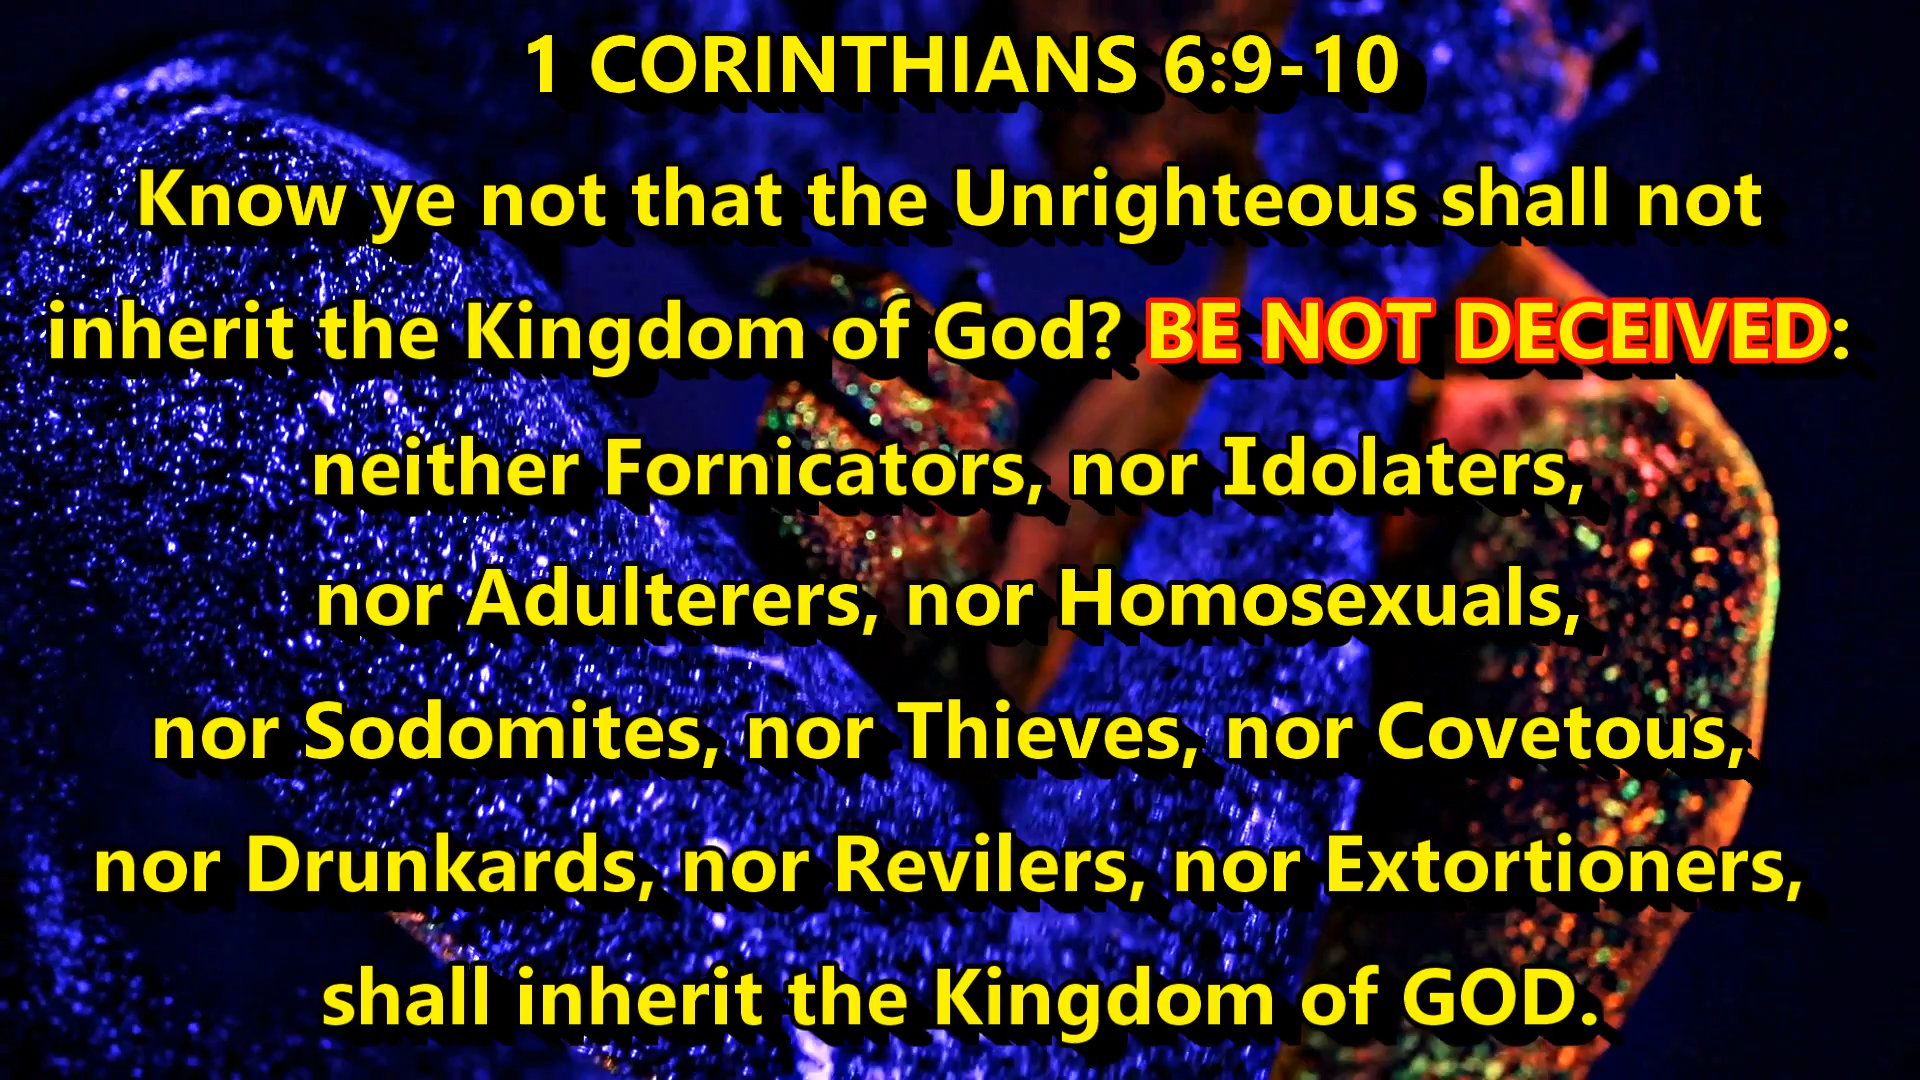 1 CORINTHIANS 6:9-10
Know ye not that the Unrighteous shall not
inherit the Kingdom of God? BE NOT DECEIVED:
neither Fornicators, nor Idolaters,
nor Adulterers, nor Homosexuals,
nor Sodomites, nor Thieves, nor Covetous,
nor Drunkards, nor Revilers, nor Extortioners,
shall inherit the Kingdom of GOD.